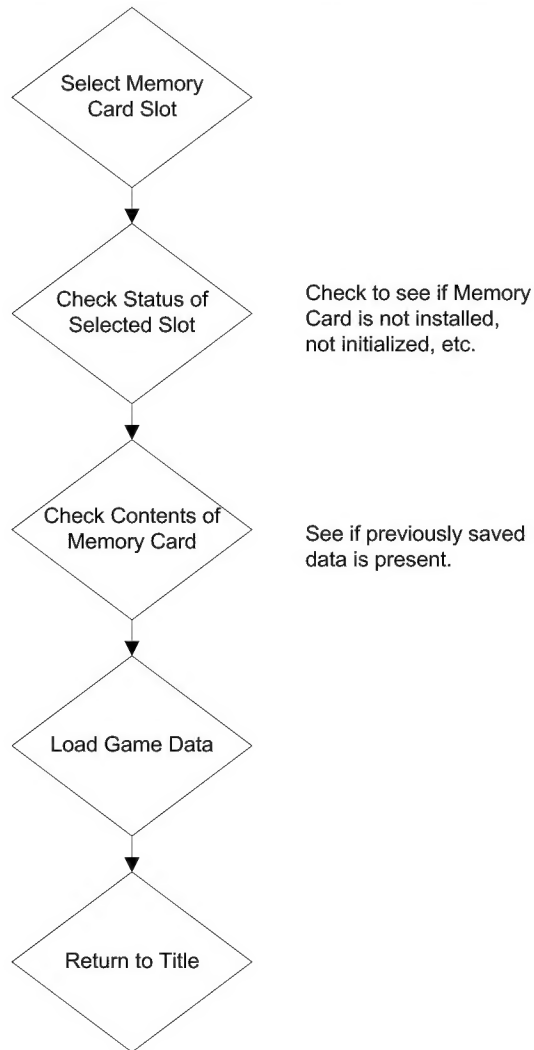 Select Memory
Card Slot
Check Status of
Selected Slot
Check to see if Memory
Card is not installed,
not initialized, etc.
Check Contents of
Memory Card
See if previously saved
data is present.
Load Game Data
Return to Title